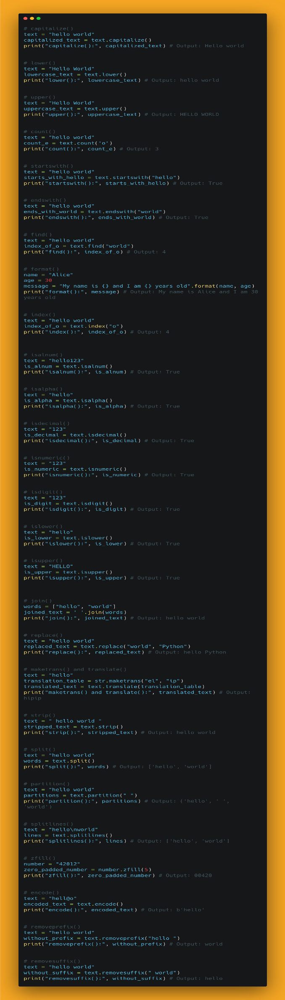 # capitalize()
text = "hello world"
capitalized_text = text.capitalize()
print("capitalize():", capitalized_text) # Output: Hello world
# lower()
text = "Hello World"
lowercase_text = text.lower()
print("lower():", lowercase_text) # Output: hello world
# upper()
text = "Hello World"
uppercase_text = text.upper()
print("upper():", uppercase_text) # Output: HELLO WORLD
# count()
text = "hello world"
count_e = text.count('o')
print("count():", count_e) # Output: 3
# startswith()
text = "hello world"
starts_with_hello = text.startswith("hello")
print("startswith():", starts_with_hello) # Output: True
# endswith()
text = "hello world"
ends_with_world = text.endswith("world")
print("endswith():", ends_with_world) # Output: True
# find()
text = "hello world"
index_of_o = text.find("world")
print("find():", index_of_o) # Output: 4
# format()
name = "Alice"
age = 30
message = "My name is {} and I am {} years old".format(name, age)
print("format():", message) # Output: My name is Alice and I am 30
years old
# index()
text = "hello world"
index_of_o = text.index("o")
print("index():", index_of_o) # Output: 4
# isalnum()
text = "hello123"
is_alnum = text.isalnum()
print("isalnum():", is_alnum) # Output: True
# isalpha()
text = "hello"
is_alpha = text.isalpha()
print("isalpha():", is_alpha) # Output: True
# isdecimal()
text = "123"
is_decimal = text.isdecimal()
print("isdecimal():", is_decimal) # Output: True
# isnumeric()
text = "123"
is_numeric = text.isnumeric()
print("isnumeric():", is_numeric) # Output: True
# isdigit()
text = "123"
is_digit = text.isdigit()
print("isdigit():", is_digit) # Output: True
# islower()
text = "hello"
is_lower = text.islower()
print("islower():", is_lower) # Output: True
# isupper()
text = "HELLO"
is_upper = text.isupper()
print("isupper():", is_upper) # Output: True
# join()
words = ["hello", "world"]
joined_text = ' '.join(words)
print("join():", joined_text) # Output: hello world
# replace()
text = "hello world"
replaced_text = text.replace("world", "Python")
print("replace():", replaced_text) # Output: hello Python
# maketrans() and translate()
text = "hello"
translation_table = str.maketrans("el", "ip")
translated_text = text.translate(translation_table)
print("maketrans() and translate():", translated_text) # Output:
hipip
# strip()
text = " hello world "
stripped_text = text.strip()
print("strip():", stripped_text) # Output: hello world
# split()
text = "hello world"
words = text.split()
print("split():", words) # Output: ['hello', 'world']
# partition()
text = "hello world"
partitions = text.partition(" ")
print("partition():", partitions) # Output: ('hello', ' ',
'world')
# splitlines()
text = "hello\nworld"
lines = text.splitlines()
print("splitlines():", lines) # Output: ['hello', 'world']
# zfill()
number = "42012"
zero_padded_number = number.zfill(5)
print("zfill():", zero_padded_number) # Output: 00420
# encode()
text = "hell@o"
encoded_text = text.encode()
print("encode():", encoded_text) # Output: b'hello'
# removeprefix()
text = "hello world"
without_prefix = text.removeprefix("hello ")
print("removeprefix():", without_prefix) # Output: world
# removesuffix()
text = "hello world"
without_suffix = text.removesuffix(" world")
print("removesuffix():", without_suffix) # Output: hello